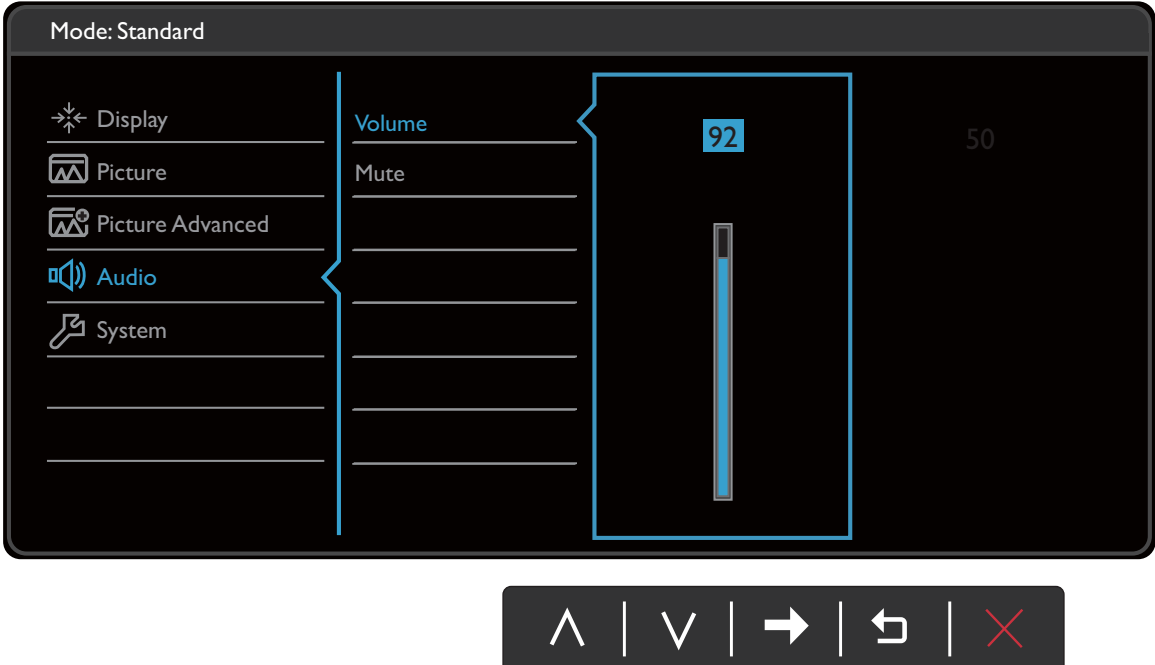 Mode: Standard
Display
Picture
Picture Advanced
Audio
System
Volume
Mute
92
50